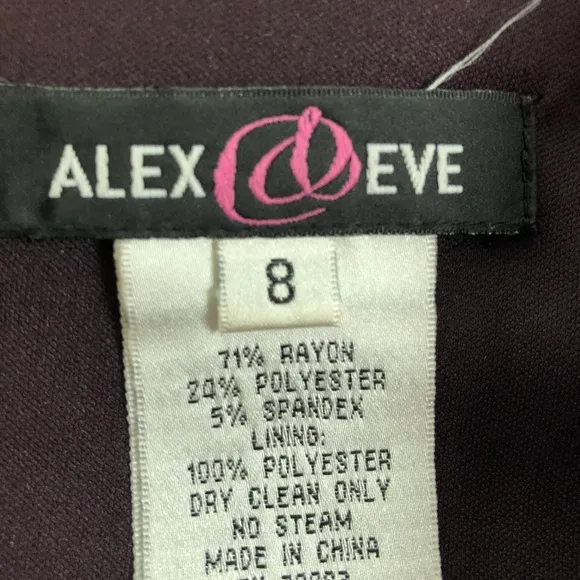 ALEX & EVE
8
71% RAYON
24% POLYESTER
5% SPANDEX
LINING:
100% POLYESTER
DRY CLEAN ONLY
NO STEAM
MADE IN CHINA